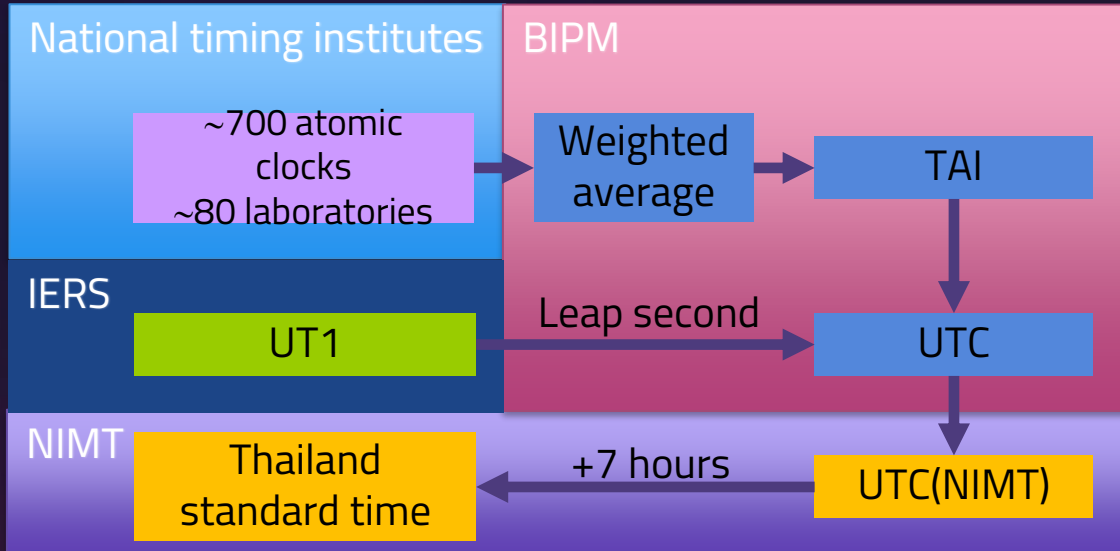 National timing institutes
BIPM
~700 atomic
clocks
~80 laboratories
Weighted
average
TAI
IERS
UT1
Leap second
UTC
NIMT
Thailand
standard time
+7 hours
UTC(NIMT)